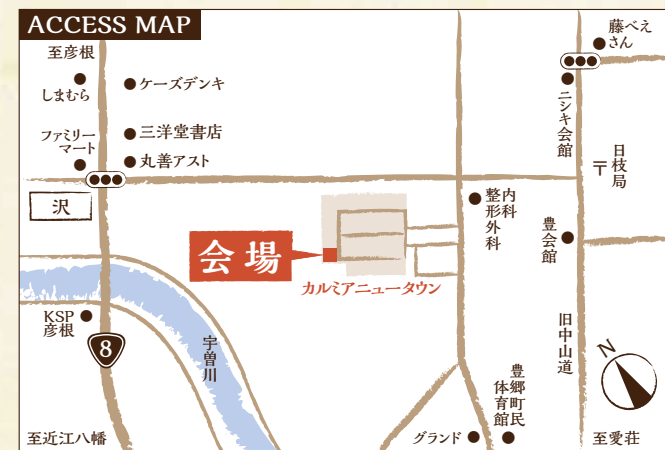 ACCESS MAP
至彦根
しまむら
ケーズデンキ
ファミリー
マート
三洋堂書店
丸善アスト
沢
会場
カルミアニュータウン
KSP
彦根
8
宇曽川
至近江八幡
藤べえ
さん
ニシキ会館
日枝局
〒
内科
整形外科
豊会館
旧中山道
N
豊郷町民
体育館
グランド
至愛荘